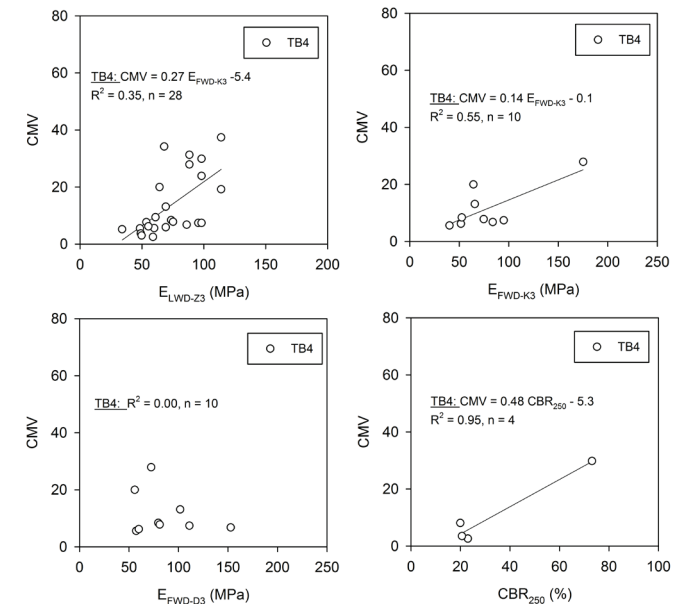 80
60
40
20
0
CMV
TB4
TB4: CMV = 0.27 E_FWD-K3 -5.4
R² = 0.35, n = 28
0 50 100 150 200
E_LWD-Z3 (MPa)
80
60
40
20
0
CMV
TB4
TB4: CMV = 0.14 E_FWD-K3 - 0.1
R² = 0.55, n = 10
0 50 100 150 200 250
E_FWD-K3 (MPa)
80
60
40
20
0
CMV
TB4
TB4: R² = 0.00, n = 10
0 50 100 150 200 250
E_FWD-D3 (MPa)
80
60
40
20
0
CMV
TB4
TB4: CMV = 0.48 CBR₂₅₀ - 5.3
R² = 0.95, n = 4
0 20 40 60 80 100
CBR₂₅₀ (%)